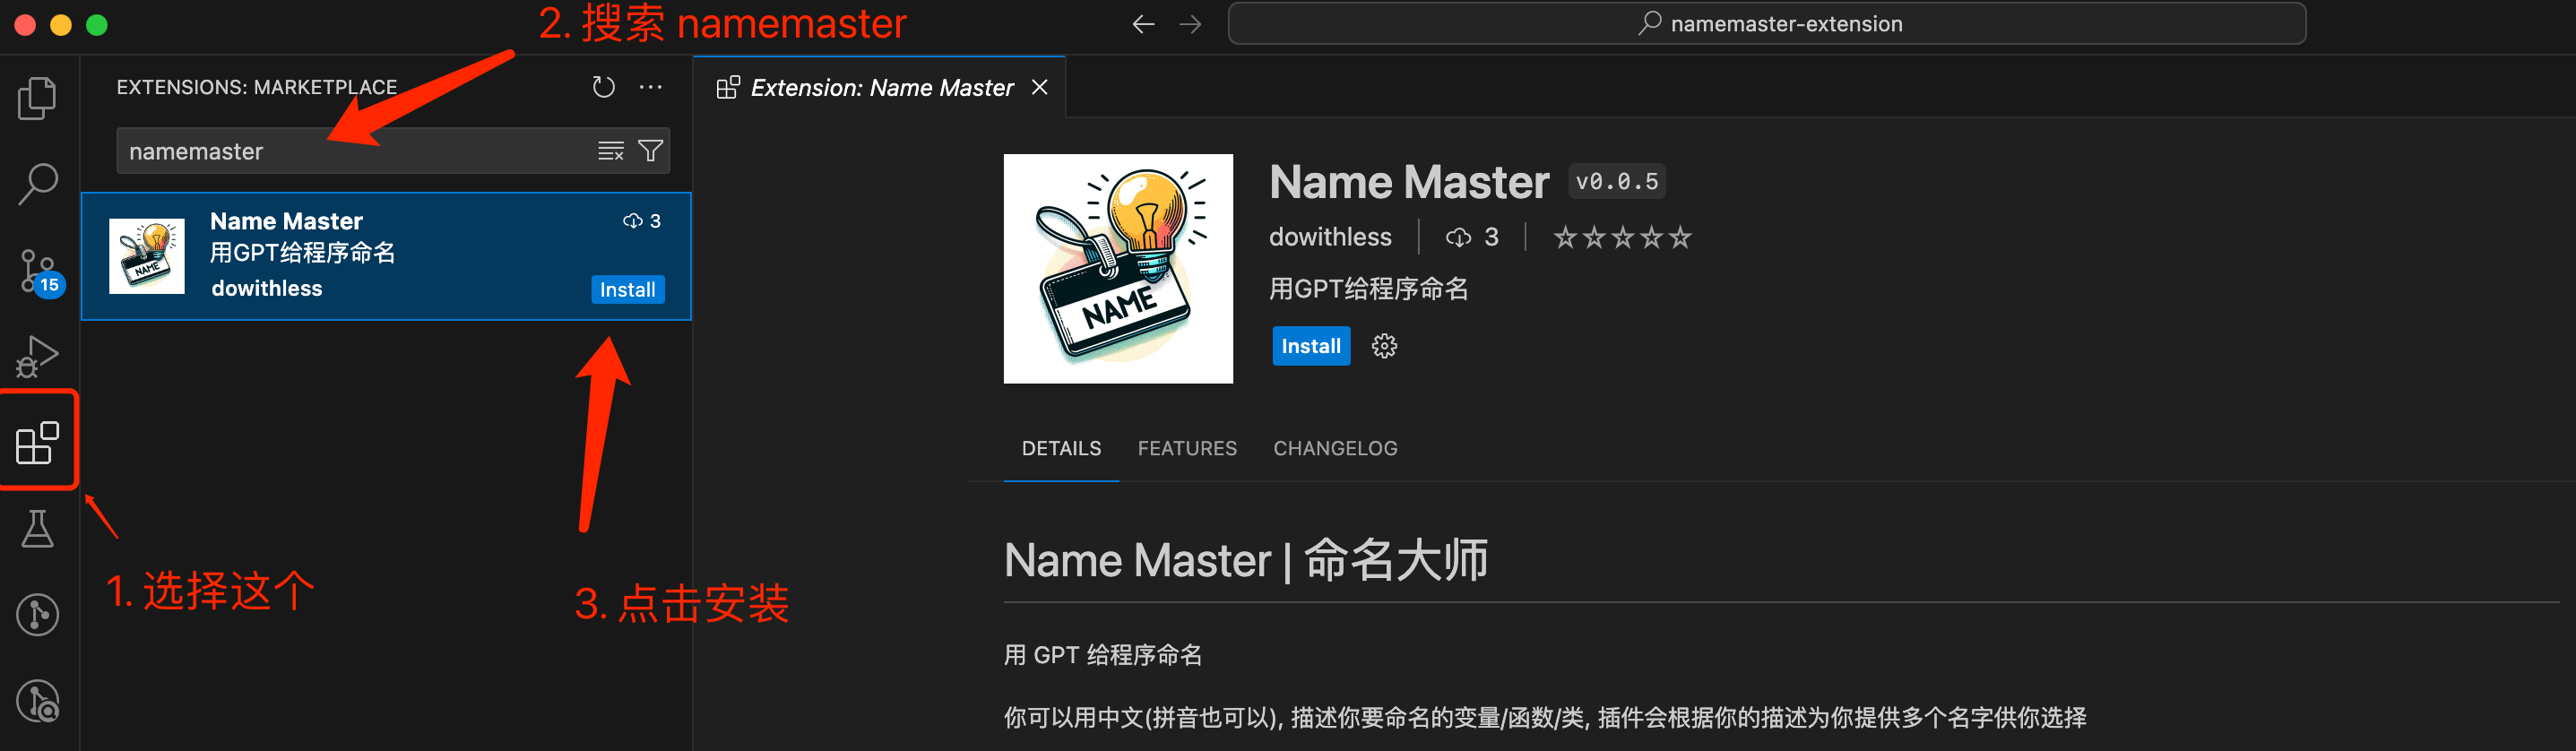 2. 搜索 namemaster
namemaster-extension
EXTENSIONS: MARKETPLACE
namemaster
Name Master
3
用GPT给程序命名
dowithless
Install
NAME
15
1. 选择这个
3. 点击安装
Extension: Name Master
NAME
Name Master v0.0.5
dowithless 3
用GPT给程序命名
Install
DETAILS FEATURES CHANGELOG
Name Master | 命名大师
用 GPT 给程序命名
你可以用中文(拼音也可以), 描述你要命名的变量/函数/类, 插件会根据你的描述为你提供多个名字供你选择